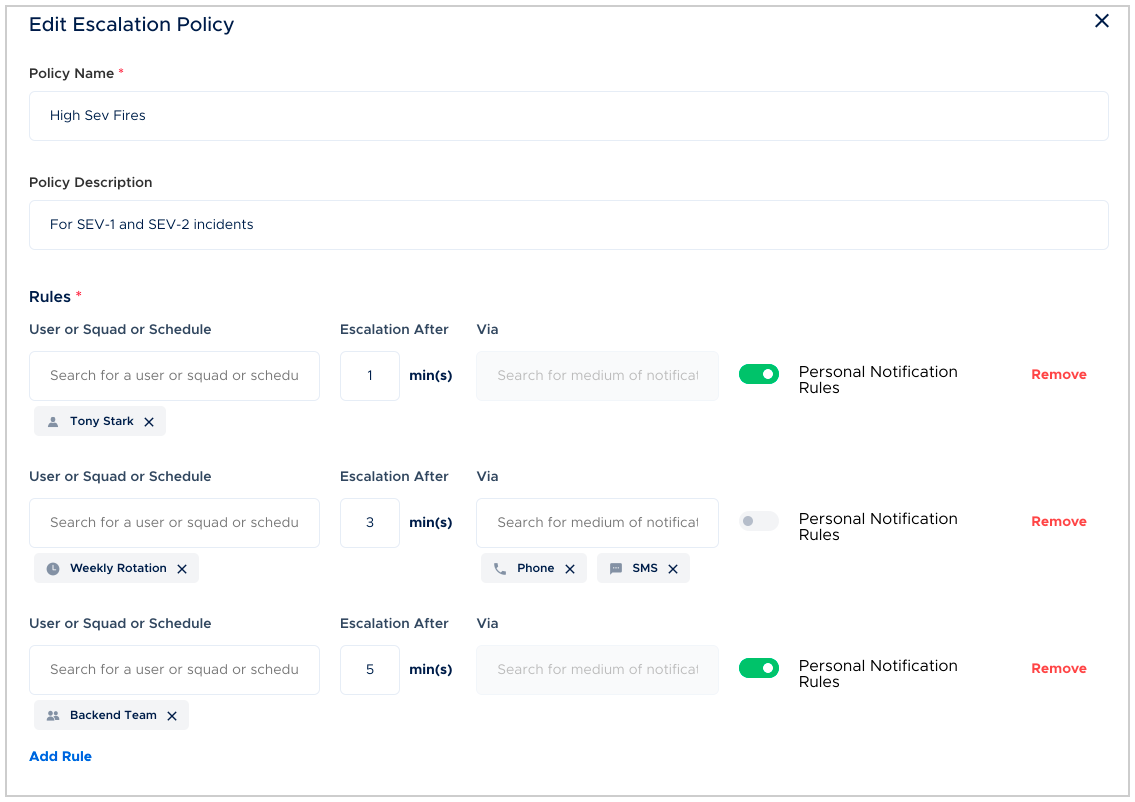 Edit Escalation Policy
Policy Name *
High Sev Fires
Policy Description
For SEV-1 and SEV-2 incidents
Rules *
User or Squad or Schedule Escalation After Via
Search for a user or squad or schedu 1 min(s) Search for medium of notificat Personal Notification Rules Remove
Tony Stark
User or Squad or Schedule Escalation After Via
Search for a user or squad or schedu 3 min(s) Search for medium of notificat Personal Notification Rules Remove
Weekly Rotation Phone SMS
User or Squad or Schedule Escalation After Via
Search for a user or squad or schedu 5 min(s) Search for medium of notificat Personal Notification Rules Remove
Backend Team
Add Rule